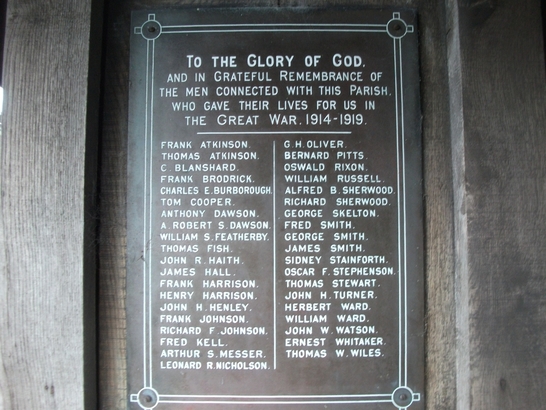 TO THE GLORY OF GOD,
AND IN GRATEFUL REMEMBRANCE OF
THE MEN CONNECTED WITH THIS PARISH,
WHO GAVE THEIR LIVES FOR US IN
THE GREAT WAR, 1914-1919.
FRANK ATKINSON.
THOMAS ATKINSON.
C. BLANSHARD.
FRANK BRODRICK.
CHARLES E. BURBOROUGH.
TOM COOPER.
ANTHONY DAWSON.
A. ROBERT S. DAWSON.
WILLIAM S. FEATHERBY.
THOMAS FISH.
JOHN R. HAITH.
JAMES HALL.
FRANK HARRISON.
HENRY HARRISON.
JOHN H. HENLEY.
FRANK JOHNSON.
RICHARD F. JOHNSON.
FRED KELL.
ARTHUR S. MESSER.
LEONARD R. NICHOLSON.
G. H. OLIVER.
BERNARD PITTS.
OSWALD RIXON.
WILLIAM RUSSELL.
ALFRED B. SHERWOOD.
RICHARD SHERWOOD.
GEORGE SKELTON.
FRED SMITH.
GEORGE SMITH.
JAMES SMITH.
SIDNEY STAINFORTH.
OSCAR F. STEPHENSON.
THOMAS STEWART.
JOHN H. TURNER.
HERBERT WARD.
WILLIAM WARD.
JOHN W. WATSON.
ERNEST WHITAKER.
THOMAS W. WILES.